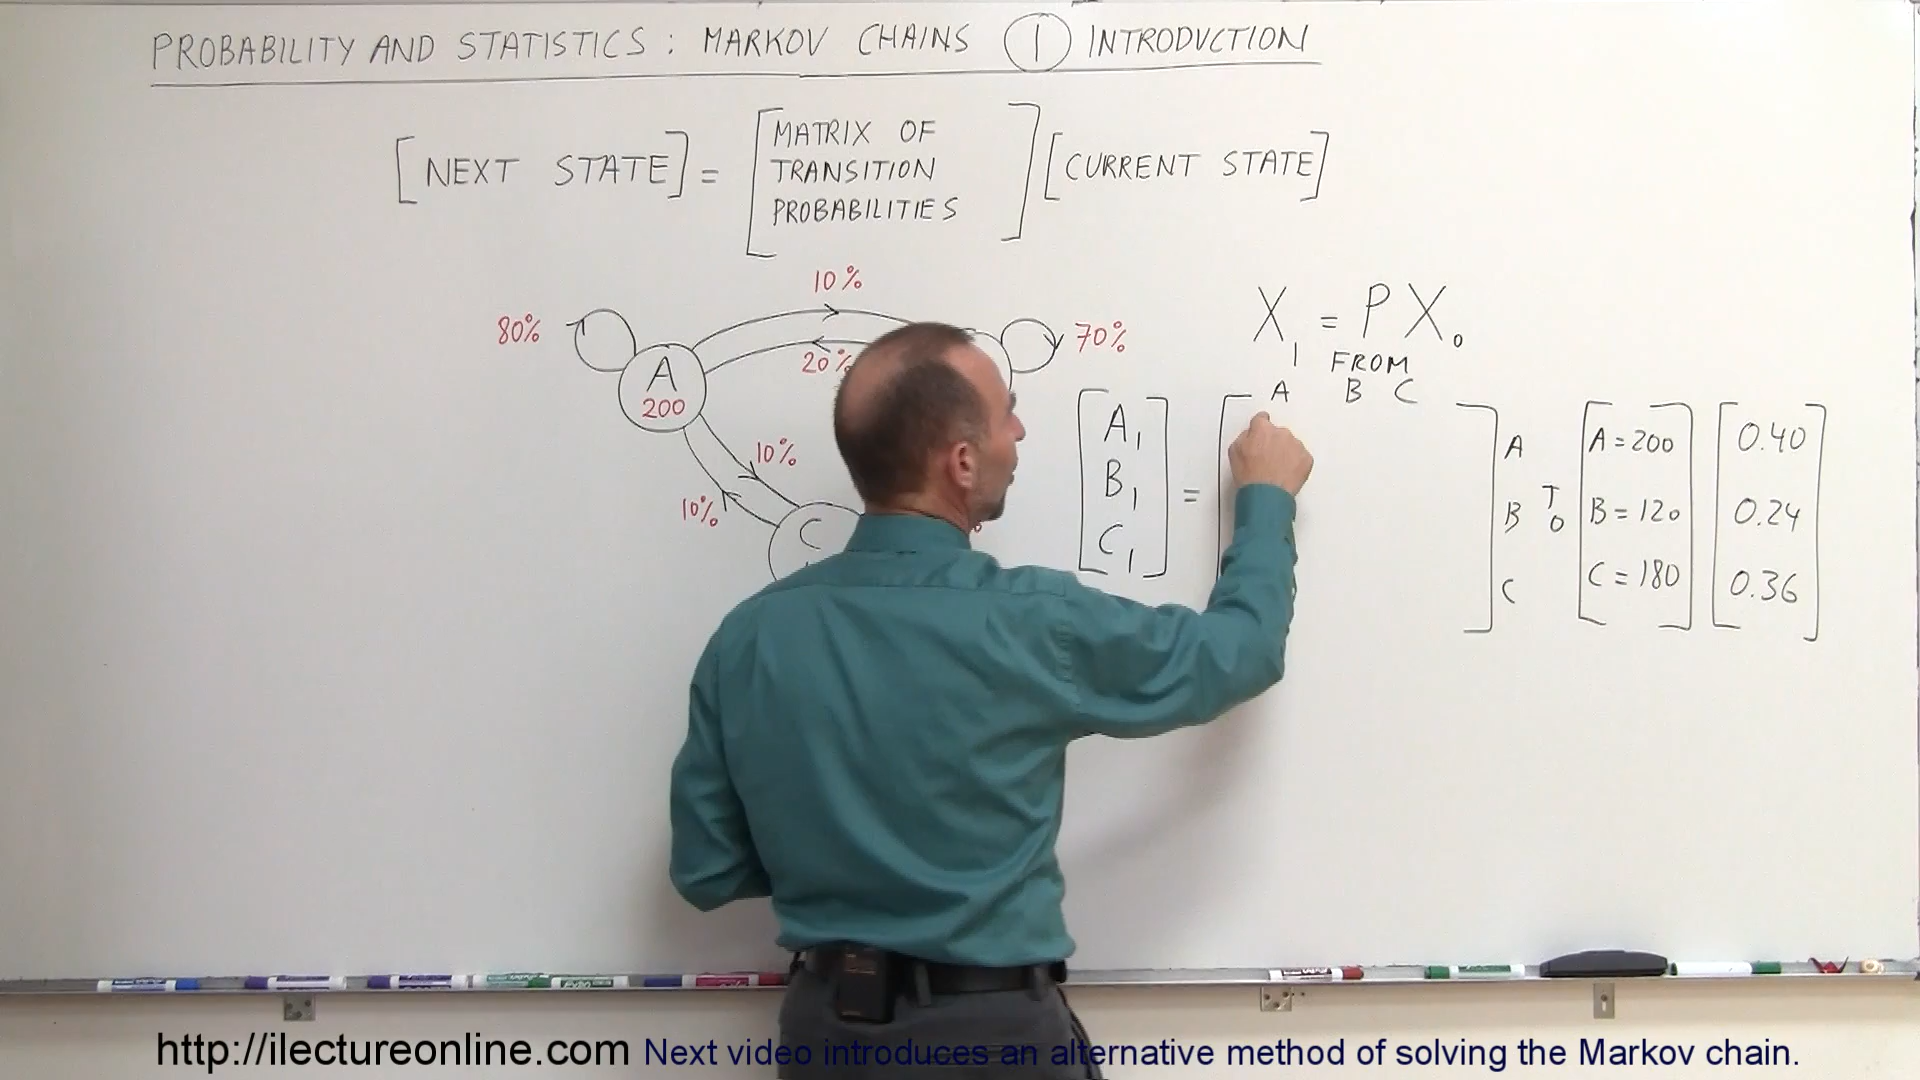 PROBABILITY AND STATISTICS : MARKOV CHAINS 1 INTRODUCTION
[NEXT STATE] = [MATRIX OF TRANSITION PROBABILITIES] [CURRENT STATE]
10%
80%
20%
70%
A
200
10%
10%
C
X₁ = P X₀
FROM
A B C
A₁
B₁
C₁
=
A
B
C
TO
A = 200
B = 120
C = 180
0.40
0.24
0.36
http://ilectureonline.com Next video introduces an alternative method of solving the Markov chain.